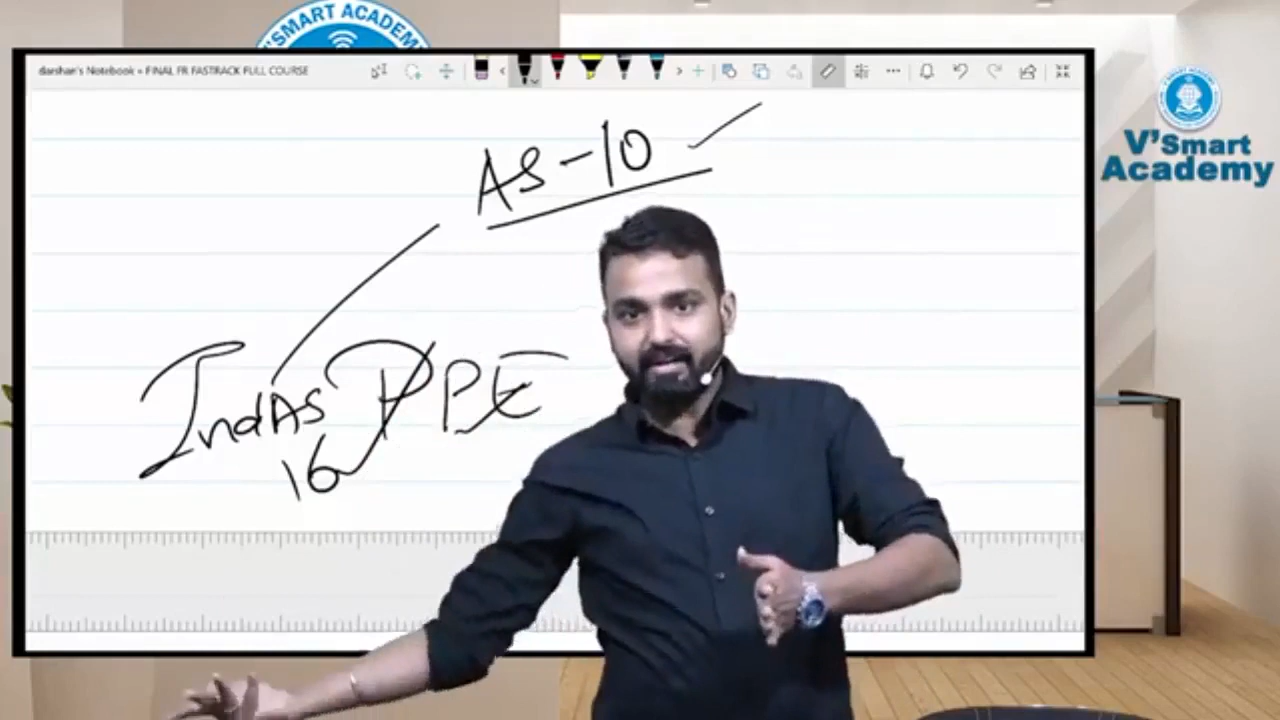 V'SMART ACADEMY
darshan's Notebook » FINAL FR FASTRACK FULL COURSE
AS-10
V'Smart
Academy
IndAS PPE
16